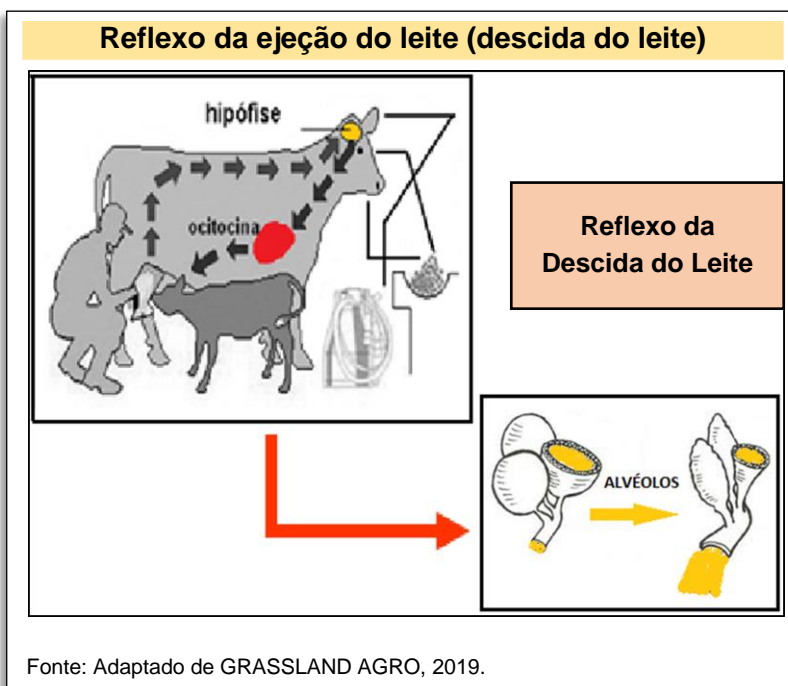 Reflexo da ejeção do leite (descida do leite)
hipófise
ocitocina
Reflexo da
Descida do Leite
ALVÉOLOS
Fonte: Adaptado de GRASSLAND AGRO, 2019.